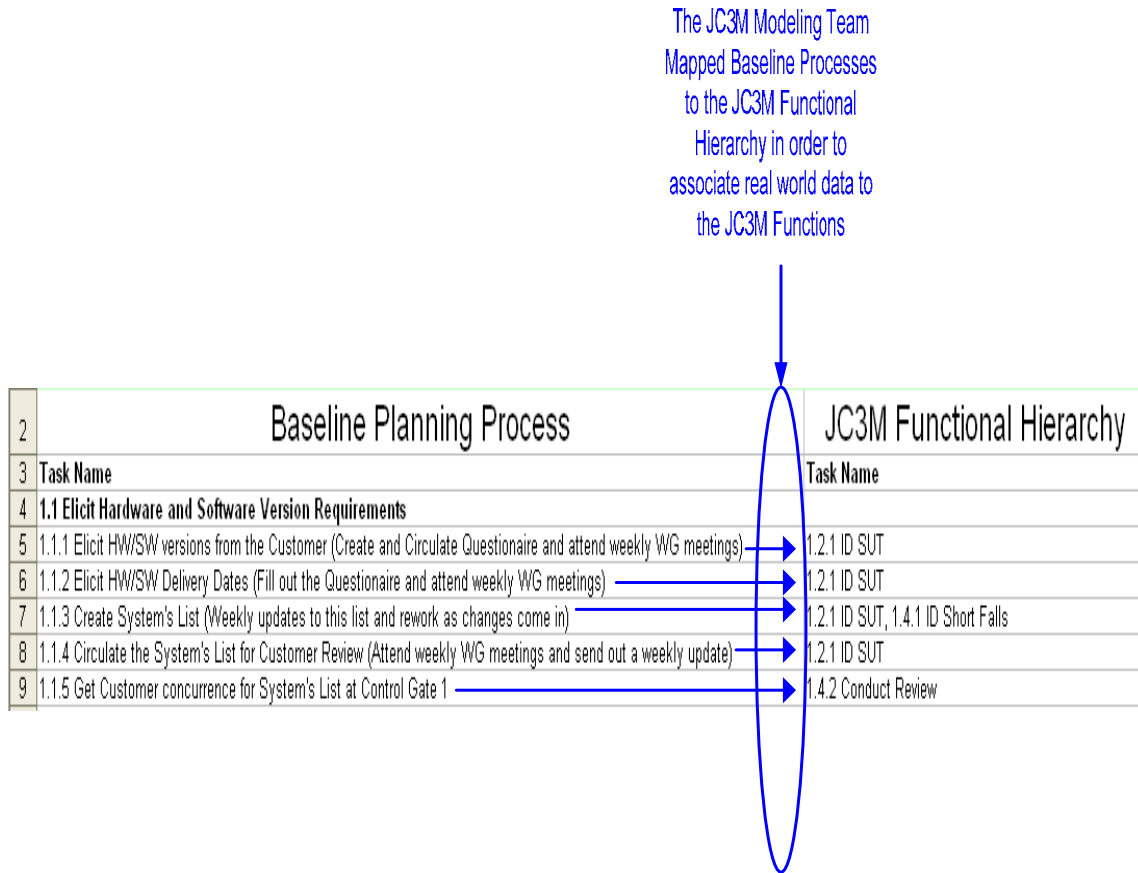 The JC3M Modeling Team
Mapped Baseline Processes
to the JC3M Functional
Hierarchy in order to
associate real world data to
the JC3M Functions
2 Baseline Planning Process JC3M Functional Hierarchy
3 Task Name Task Name
4 1.1 Elicit Hardware and Software Version Requirements
5 1.1.1 Elicit HW/SW versions from the Customer (Create and Circulate Questionaire and attend weekly WG meetings) 1.2.1 ID SUT
6 1.1.2 Elicit HW/SW Delivery Dates (Fill out the Questionaire and attend weekly WG meetings) 1.2.1 ID SUT
7 1.1.3 Create System's List (Weekly updates to this list and rework as changes come in) 1.2.1 ID SUT, 1.4.1 ID Short Falls
8 1.1.4 Circulate the System's List for Customer Review (Attend weekly WG meetings and send out a weekly update) 1.2.1 ID SUT
9 1.1.5 Get Customer concurrence for System's List at Control Gate 1 1.4.2 Conduct Review